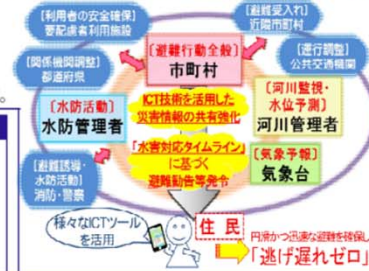 ［利用者の安全確保］
要配慮者利用施設
［避難受入れ］
近隣市町村
［避難行動全般］
市町村
［関係機関調整］
都道府県
［運行調整］
公共交通機関
［水防活動］
水防管理者
ICT技術を活用した
災害情報の共有強化
［河川監視・
水位予測］
河川管理者
「水害対応タイムライン」
に基づく
避難勧告等発令
［気象予報］
気象台
［避難誘導・
水防活動］
消防・警察
様々なICTツール
を活用
住民
円滑かつ迅速な避難を確保し
「逃げ遅れゼロ」